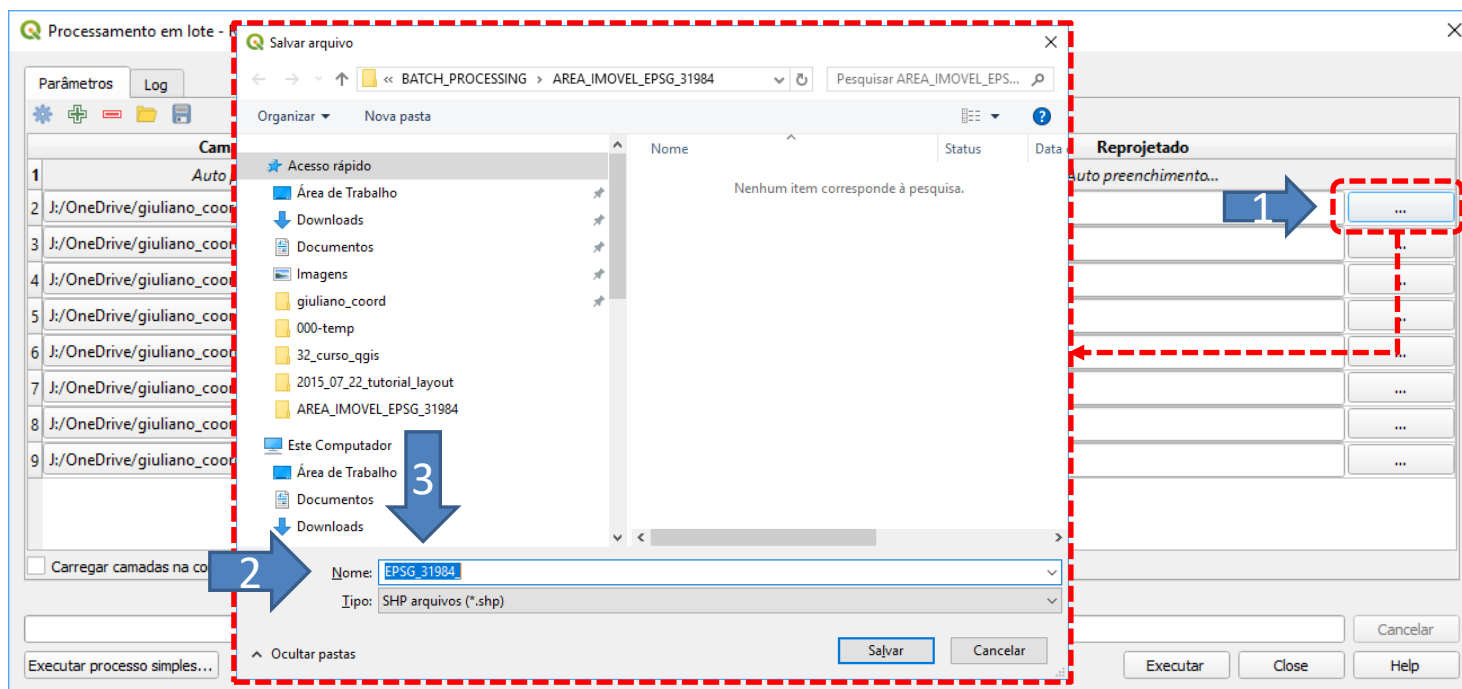 Processamento em lote - R
Salvar arquivo
« BATCH_PROCESSING › AREA_IMOVEL_EPSG_31984
Pesquisar AREA_IMOVEL_EPS...
Parâmetros
Log
Organizar
Nova pasta
Cam
Nome
Status
Data
Reprojetado
1
Auto
Auto preenchimento...
Acesso rápido
Área de Trabalho
Downloads
Documentos
Imagens
giuliano_coord
000-temp
32_curso_qgis
2015_07_22_tutorial_layout
AREA_IMOVEL_EPSG_31984
Este Computador
Área de Trabalho
Documentos
Downloads
Nenhum item corresponde à pesquisa.
2 J:/OneDrive/giuliano_coor
3 J:/OneDrive/giuliano_coor
4 J:/OneDrive/giuliano_coor
5 J:/OneDrive/giuliano_coor
6 J:/OneDrive/giuliano_coor
7 J:/OneDrive/giuliano_coor
8 J:/OneDrive/giuliano_coor
9 J:/OneDrive/giuliano_coor
...
...
...
...
...
...
...
...
1
3
2
Carregar camadas na co
Nome: EPSG_31984_
Tipo: SHP arquivos (*.shp)
Ocultar pastas
Salvar
Cancelar
Cancelar
Executar processo simples...
Executar
Close
Help